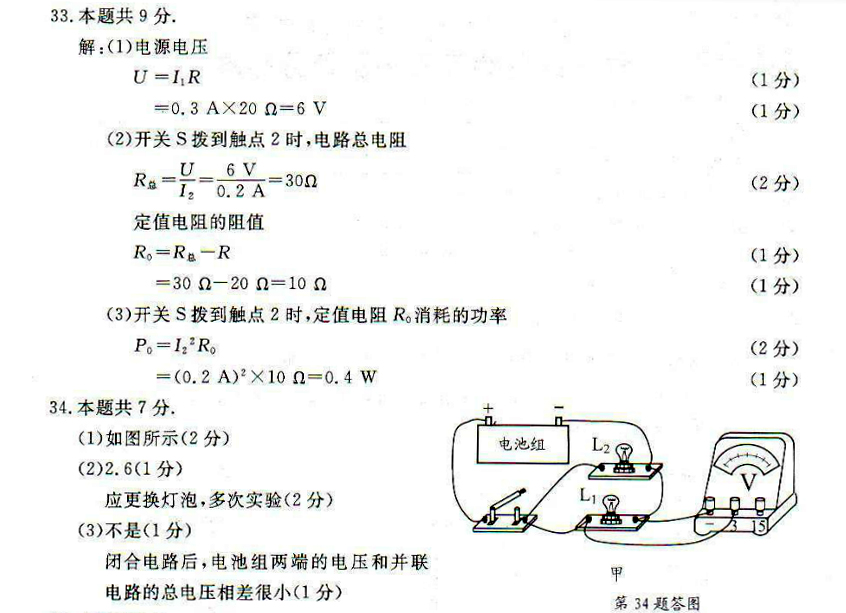 33.本题共9分.
解:(1)电源电压
U=I₁R (1分)
=0.3 A×20 Ω=6 V (1分)
(2)开关S拨到触点2时,电路总电阻
R总=U/I₂=6 V/0.2 A=30Ω (2分)
定值电阻的阻值
R₀=R总-R (1分)
=30 Ω-20 Ω=10 Ω (1分)
(3)开关S拨到触点2时,定值电阻R₀消耗的功率
P₀=I₂²R₀ (2分)
=(0.2 A)²×10 Ω=0.4 W (1分)
34.本题共7分.
(1)如图所示(2分)
(2)2.6(1分)
应更换灯泡,多次实验(2分)
(3)不是(1分)
闭合电路后,电池组两端的电压和并联
电路的总电压相差很小(1分)
+ -
电池组 L₂
L₁ V
- 3 15
甲
第34题答图